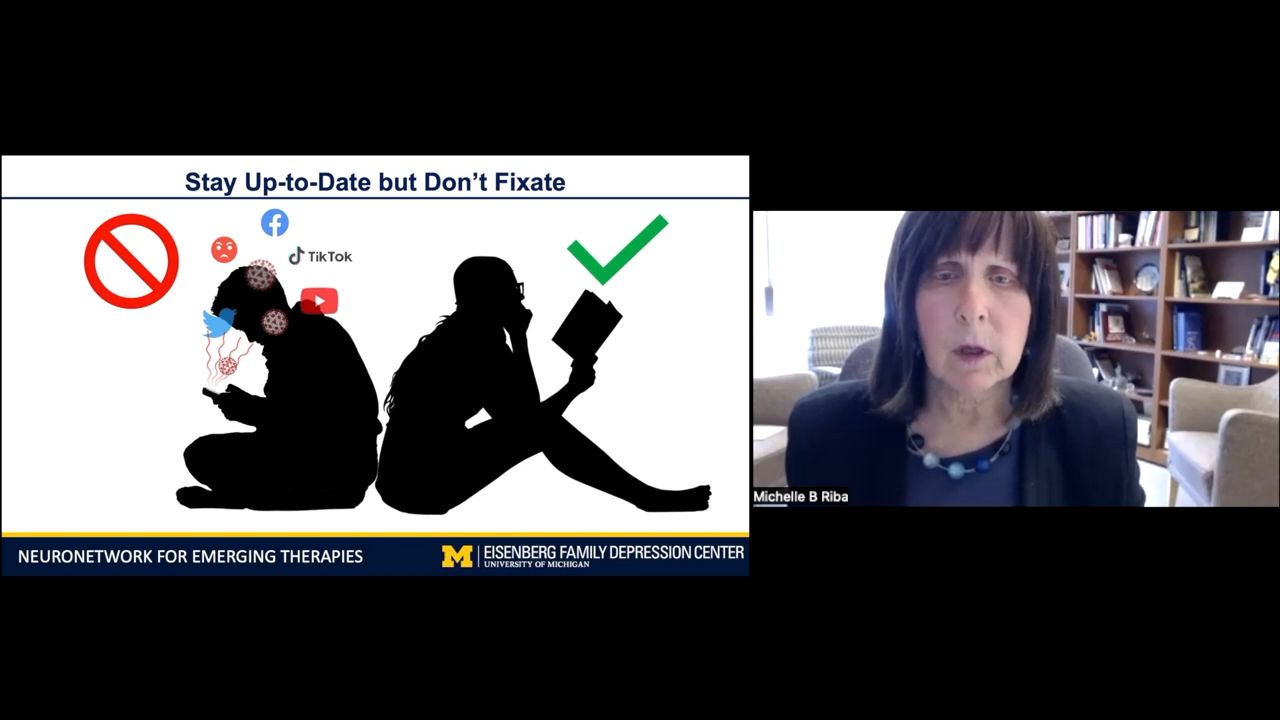 Stay Up-to-Date but Don't Fixate
TikTok
NEURONETWORK FOR EMERGING THERAPIES
M
EISENBERG FAMILY DEPRESSION CENTER
UNIVERSITY OF MICHIGAN
Michelle B Riba